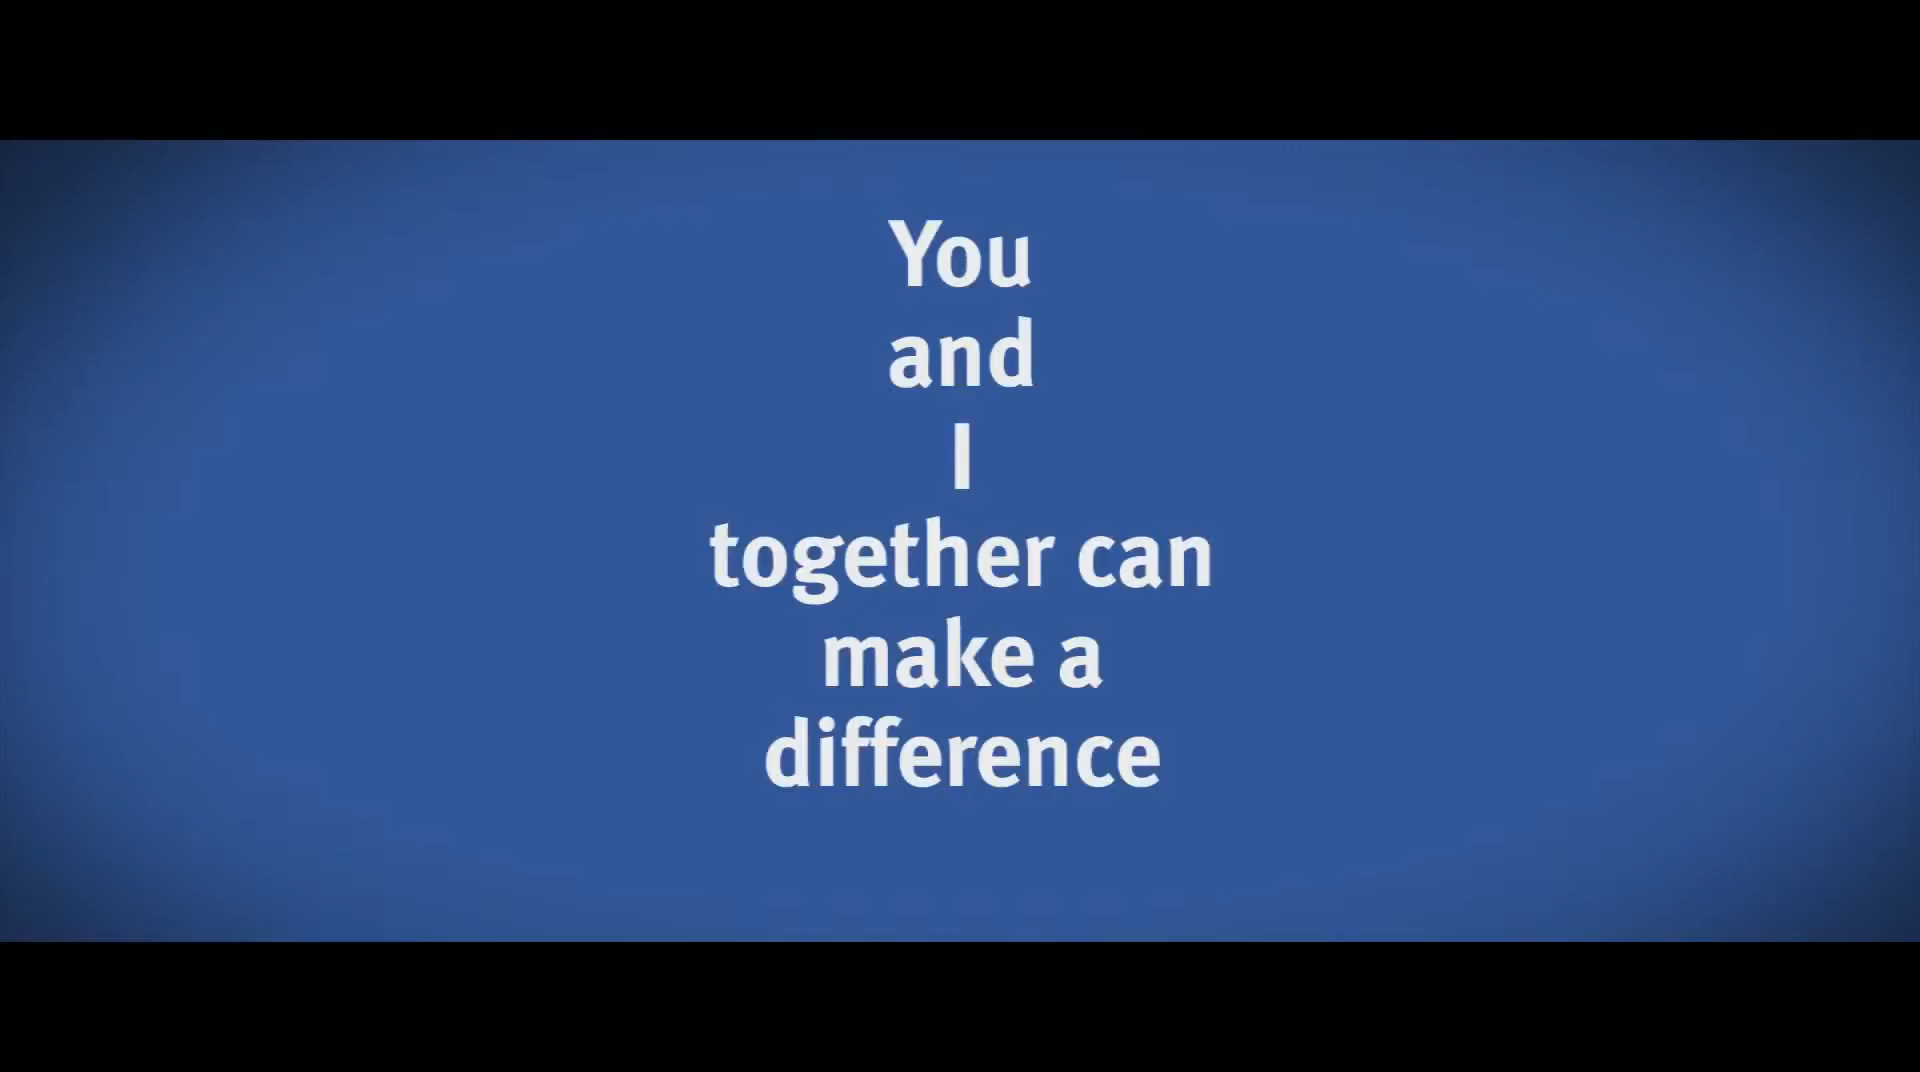 You
and
I
together can
make a
difference